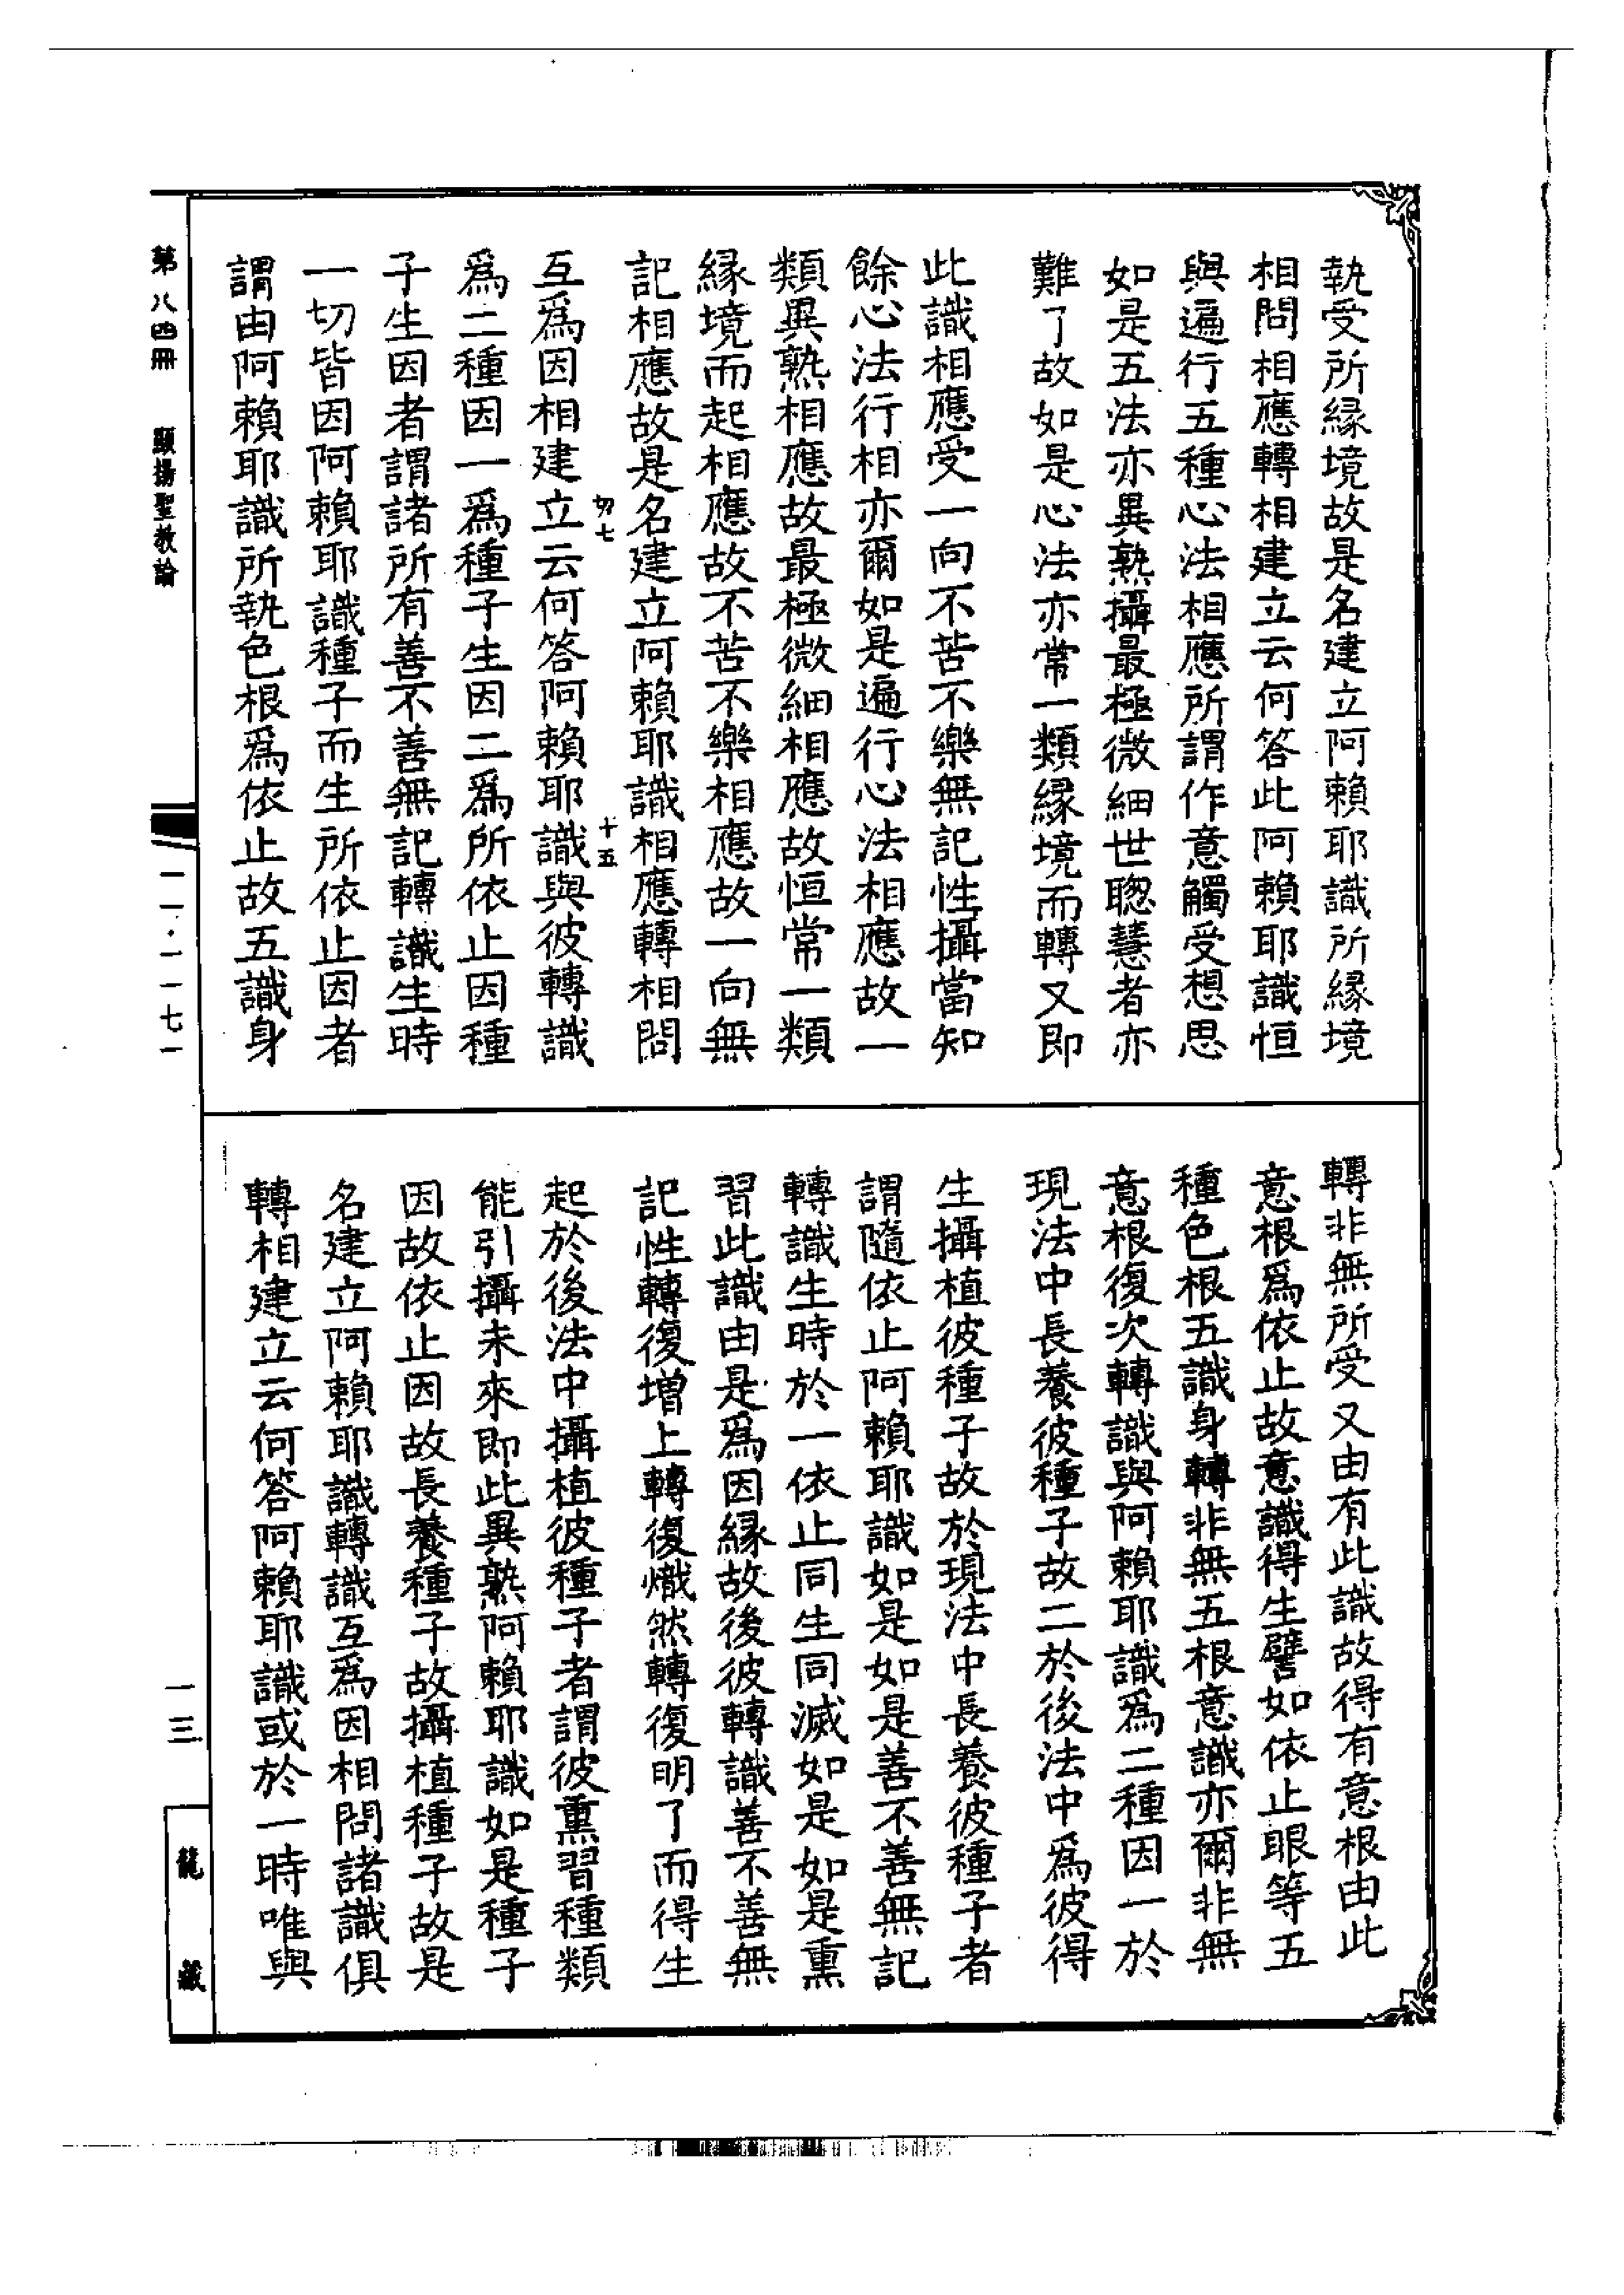 執受所緣境故是名建立阿賴耶識所緣境
相問相應轉相建立云何答此阿賴耶識恒
與遍行五種心法相應所謂作意觸受想思
如是五法亦異熟攝最極微細世聦慧者亦
難了故如是心法亦常一類緣境而轉又即
此識相應受一向不苦不樂無記性攝當知
餘心法行相亦爾如是遍行心法相應故一
類異熟相應故最極微細相應故恒常一類
緣境而起相應故不苦不樂相應故一向無
記相應故是名建立阿賴耶識相應轉相問
切七 十五
互爲因相建立云何答阿賴耶識與彼轉識
爲二種因一爲種子生因二爲所依止因種
子生因者謂諸所有善不善無記轉識生時
一切皆因阿賴耶識種子而生所依止因者
謂由阿賴耶識所執色根爲依止故五識身
轉非無所受又由有此識故得有意根由此
意根爲依止故意識得生譬如依止眼等五
種色根五識身轉非無五根意識亦爾非無
意根復次轉識與阿賴耶識爲二種因一於
現法中長養彼種子故二於後法中爲彼得
生攝植彼種子故於現法中長養彼種子者
謂隨依止阿賴耶識如是如是善不善無記
轉識生時於一依止同生同滅如是如是熏
習此識由是爲因緣故後彼轉識善不善無
記性轉復增上轉復熾然轉復明了而得生
起於後法中攝植彼種子者謂彼熏習種類
能引攝未來即此異熟阿賴耶識如是種子
因故依止因故長養種子故攝植種子故是
名建立阿賴耶識轉識互爲因相問諸識俱
轉相建立云何答阿賴耶識或於一時唯與
第八四冊 顯揚聖教論
一一·一一七一
一三
龍藏